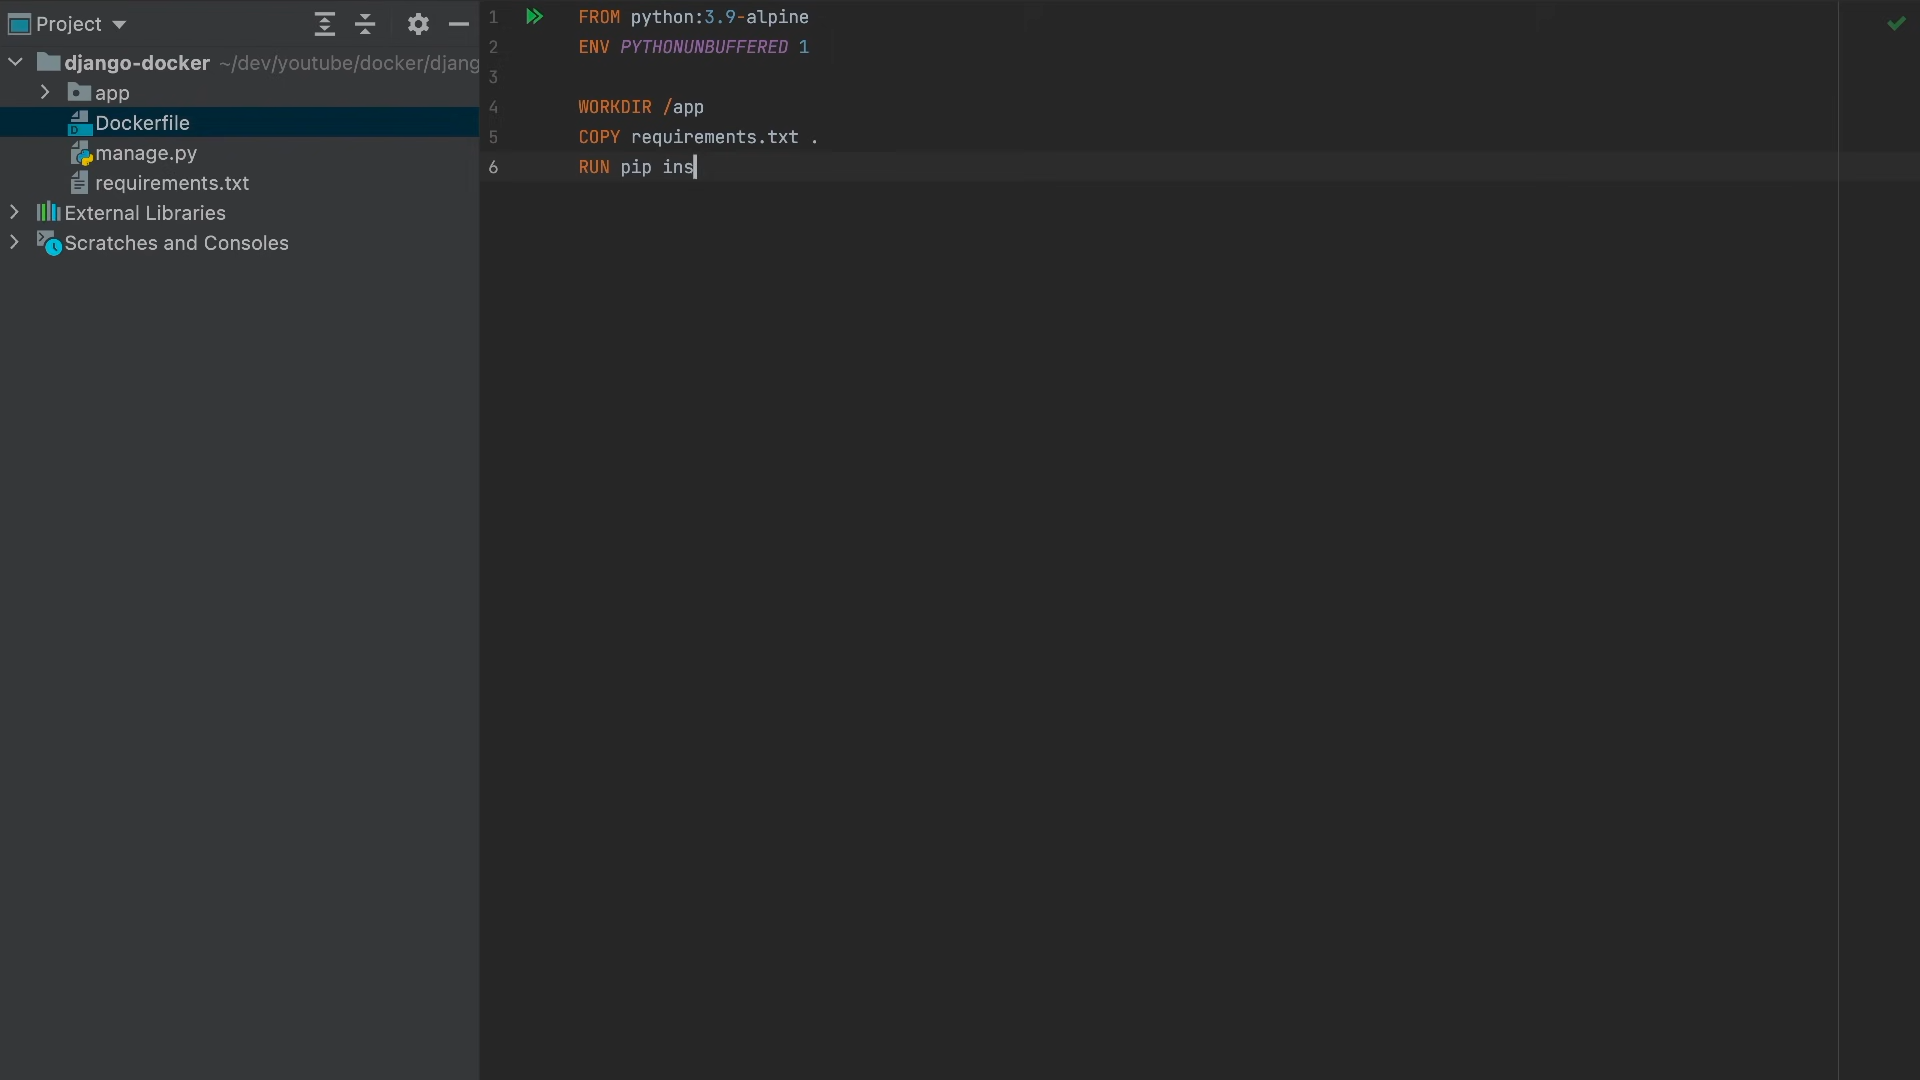 Project
django-docker ~/dev/youtube/docker/djang
app
Dockerfile
manage.py
requirements.txt
External Libraries
Scratches and Consoles
1 FROM python:3.9-alpine
2 ENV PYTHONUNBUFFERED 1
3
4 WORKDIR /app
5 COPY requirements.txt .
6 RUN pip ins